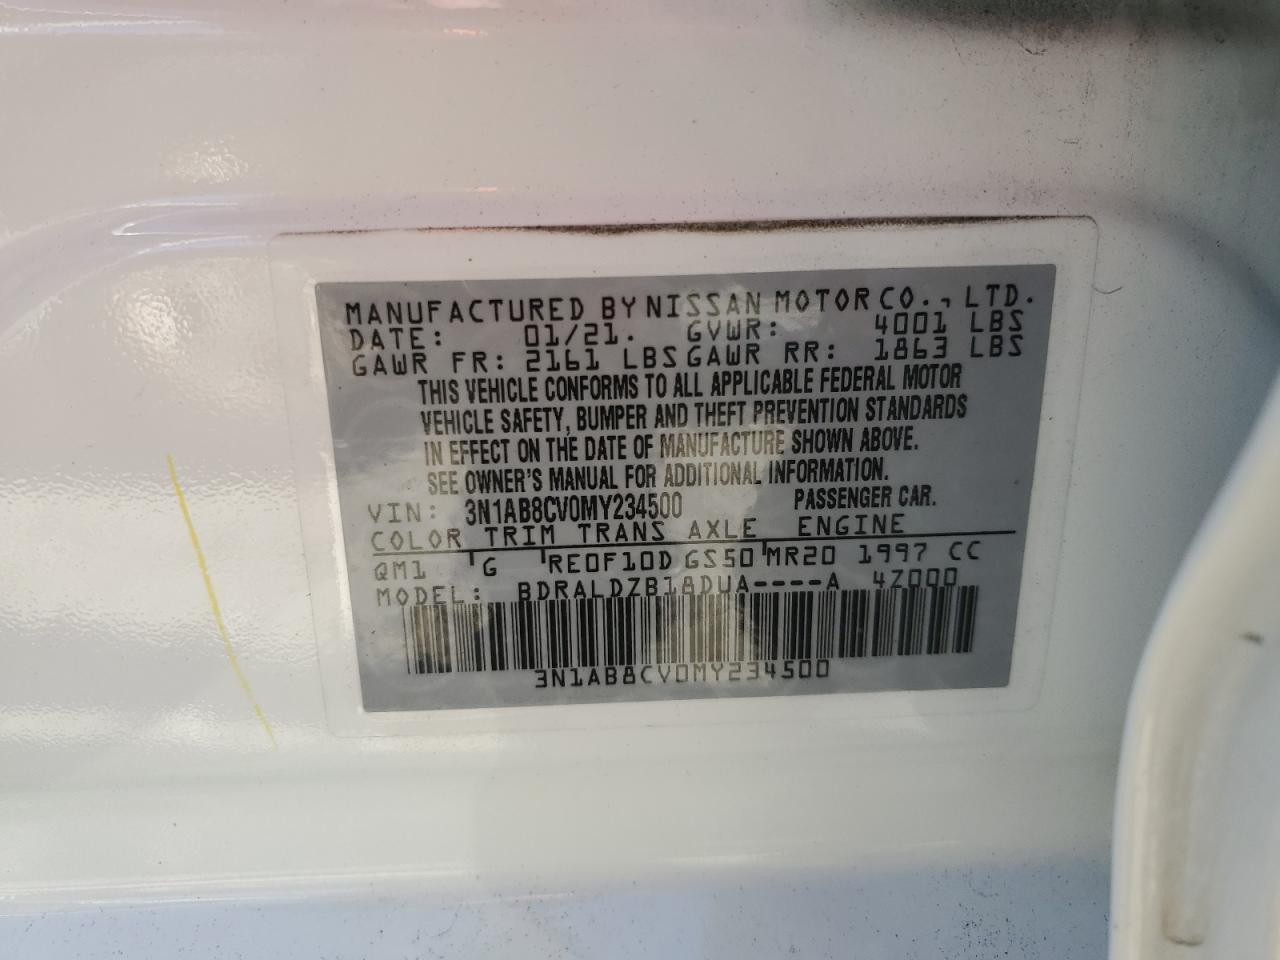 MANUFACTURED BY NISSAN MOTOR CO., LTD.
DATE: 01/21. GVWR: 4001 LBS
GAWR FR: 2161 LBS GAWR RR: 1863 LBS
THIS VEHICLE CONFORMS TO ALL APPLICABLE FEDERAL MOTOR
VEHICLE SAFETY, BUMPER AND THEFT PREVENTION STANDARDS
IN EFFECT ON THE DATE OF MANUFACTURE SHOWN ABOVE.
SEE OWNER'S MANUAL FOR ADDITIONAL INFORMATION.
VIN: 3N1AB8CV0MY234500 PASSENGER CAR.
COLOR TRIM TRANS AXLE ENGINE
QM1 G RE0F10D GS50 MR20 1997 CC
MODEL: BDRALDZB18DUA----A 4Z000
3N1AB8CV0MY234500